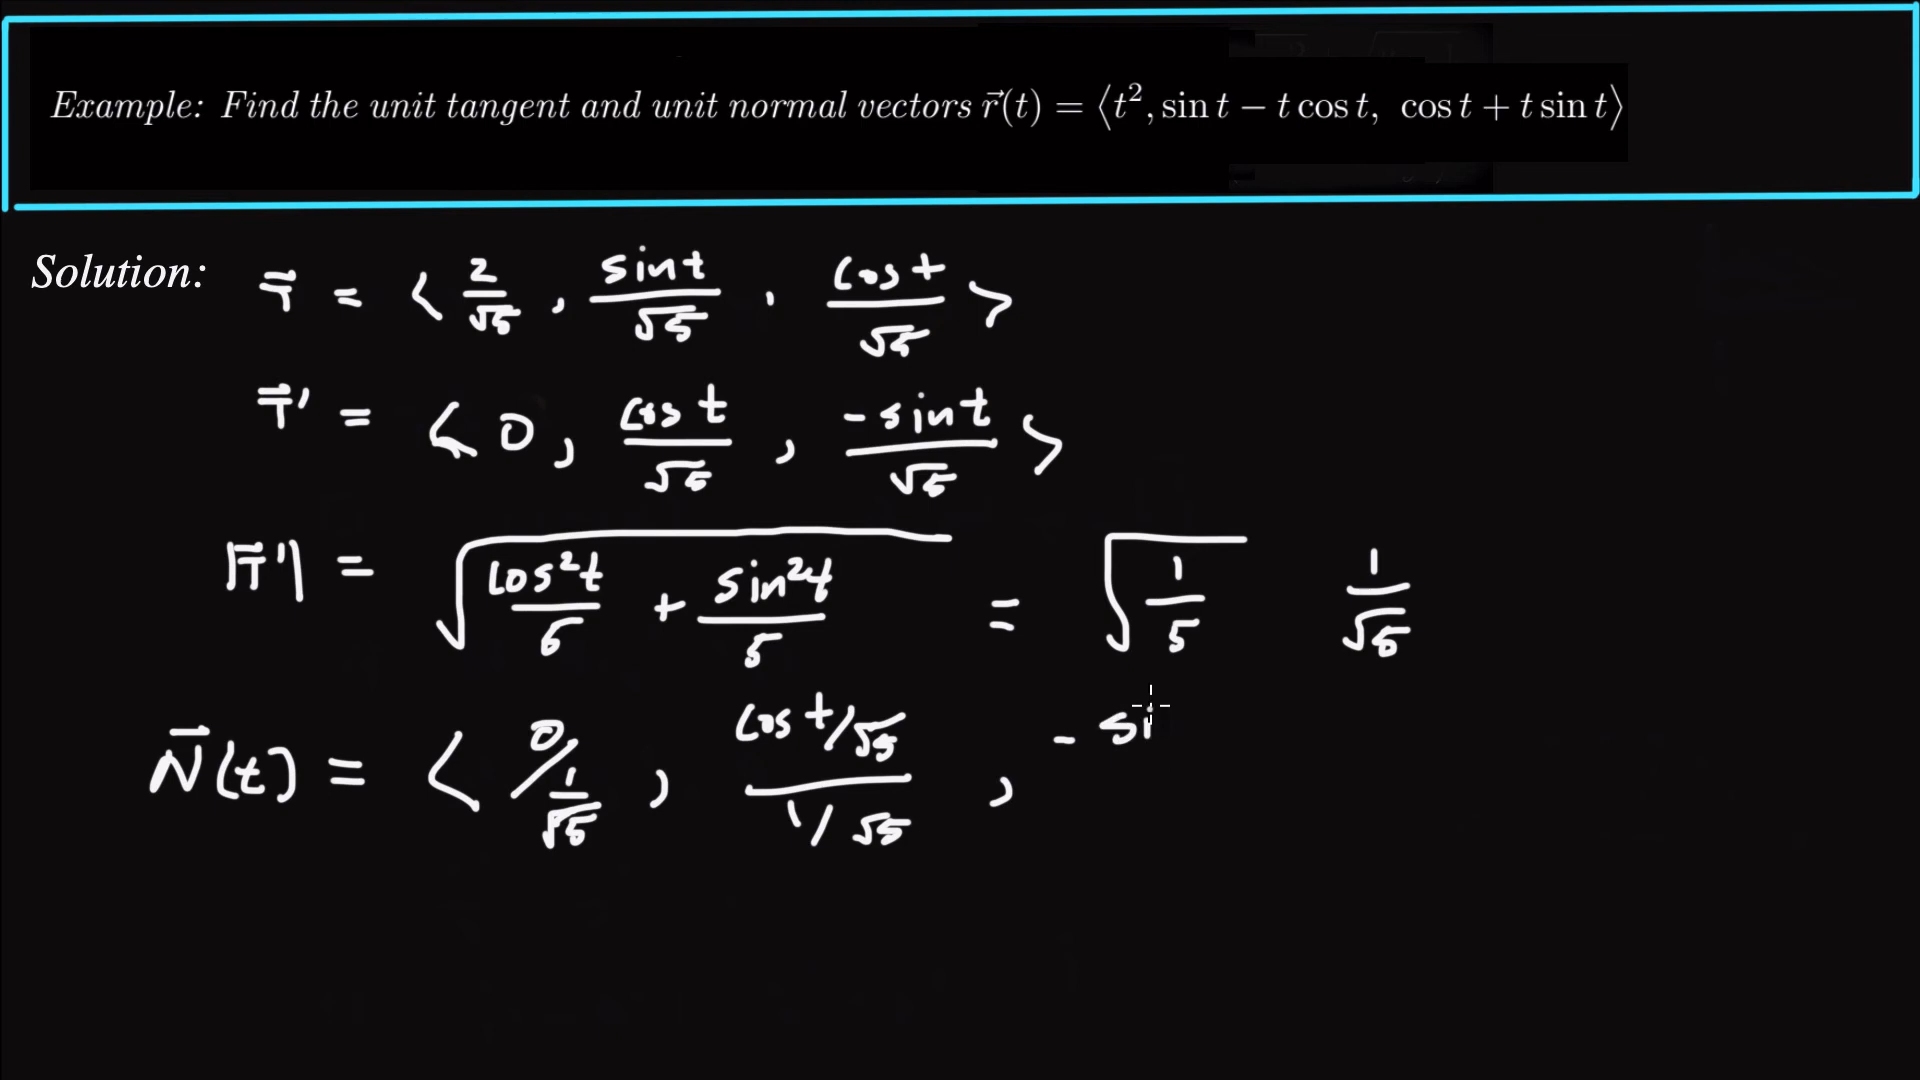 Example: Find the unit tangent and unit normal vectors r⃗(t) = ⟨t², sin t − t cos t, cos t + t sin t⟩
Solution: T⃗ = < 2/√5 , sin t/√5 , cos t/√5 >
T⃗' = < 0, cos t/√5 , -sin t/√5 >
|T⃗'| = √(cos²t/5 + sin²t/5) = √(1/5) 1/√5
N⃗(t) = < 0/(1/√5) , (cos t/√5)/(1/√5) , - si